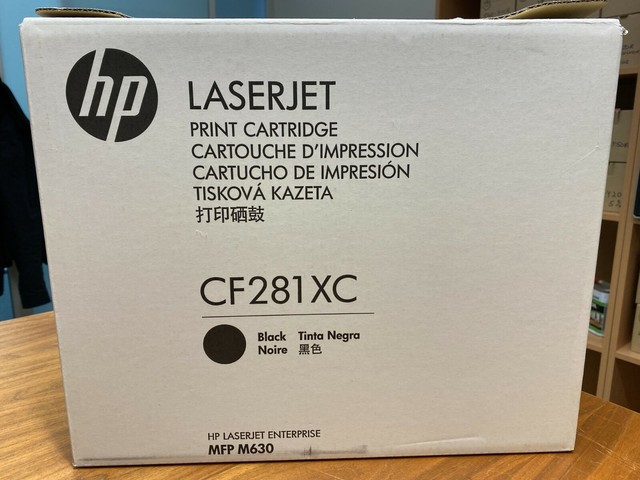 hp
LASERJET
PRINT CARTRIDGE
CARTOUCHE D'IMPRESSION
CARTUCHO DE IMPRESIÓN
TISKOVÁ KAZETA
打印硒鼓
CF281XC
Black Tinta Negra
Noire 黑色
HP LASERJET ENTERPRISE
MFP M630